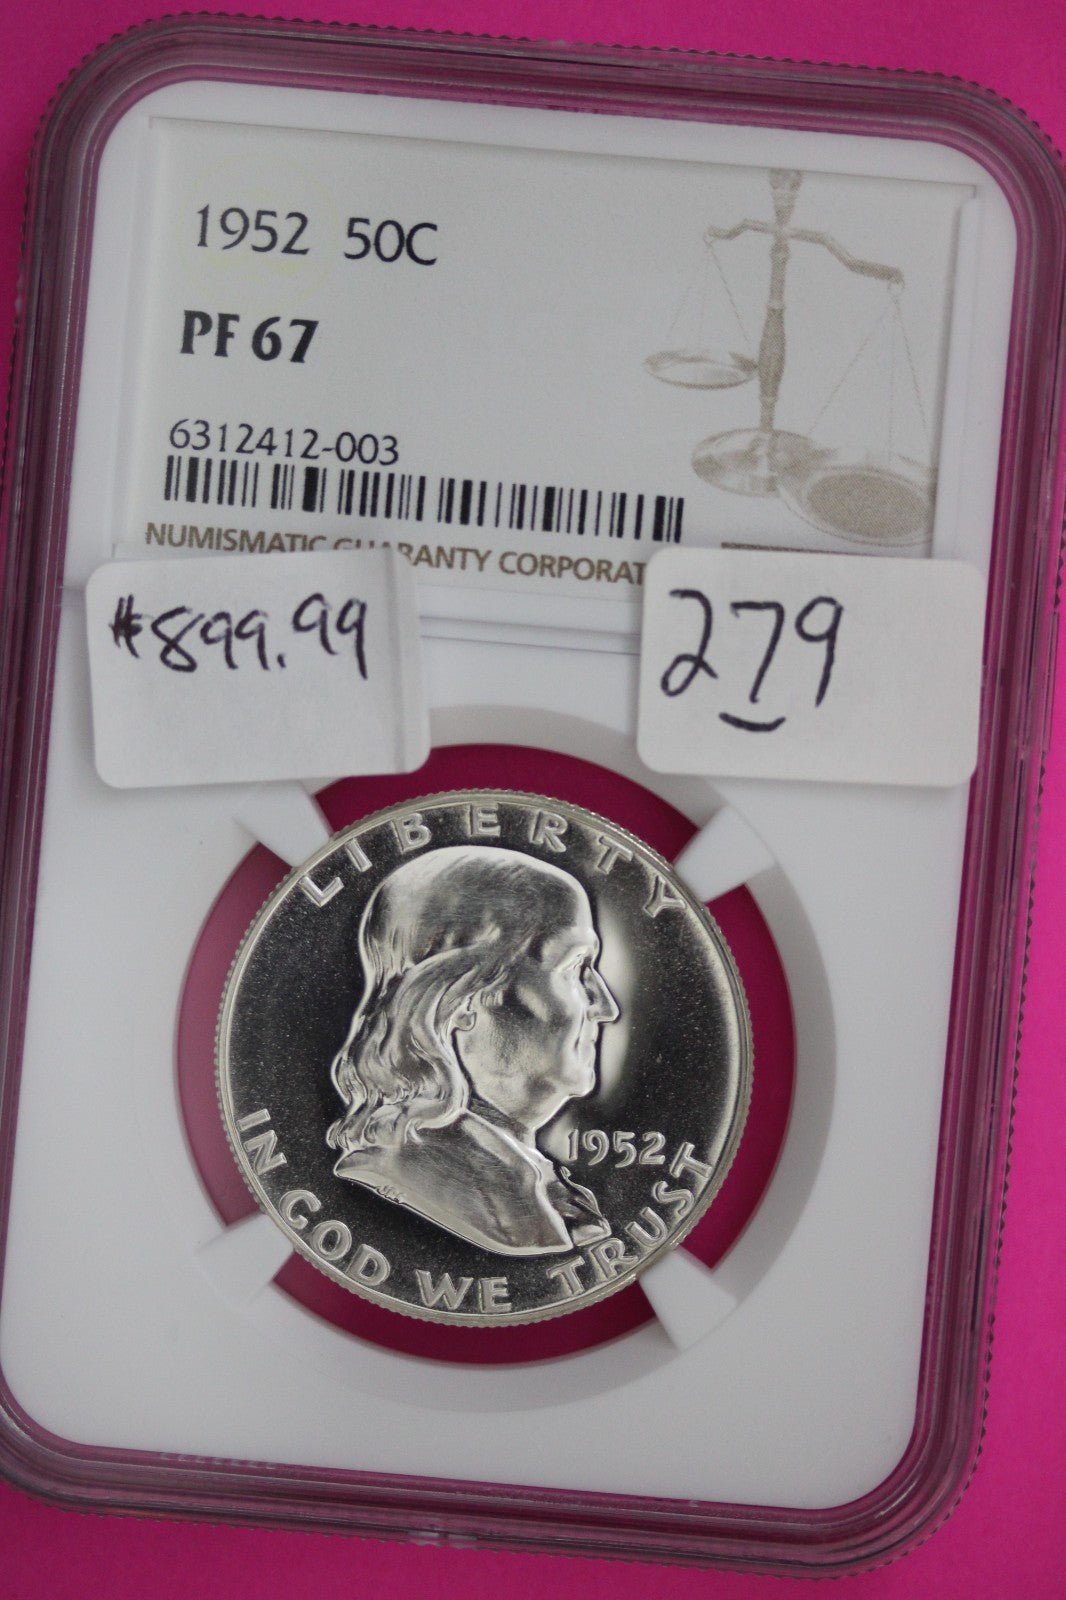 1952 50C
PF 67
6312412-003
NUMISMATIC GUARANTY CORPORAT
$899.99
279
LIBERTY
1952
IN GOD WE TRUST